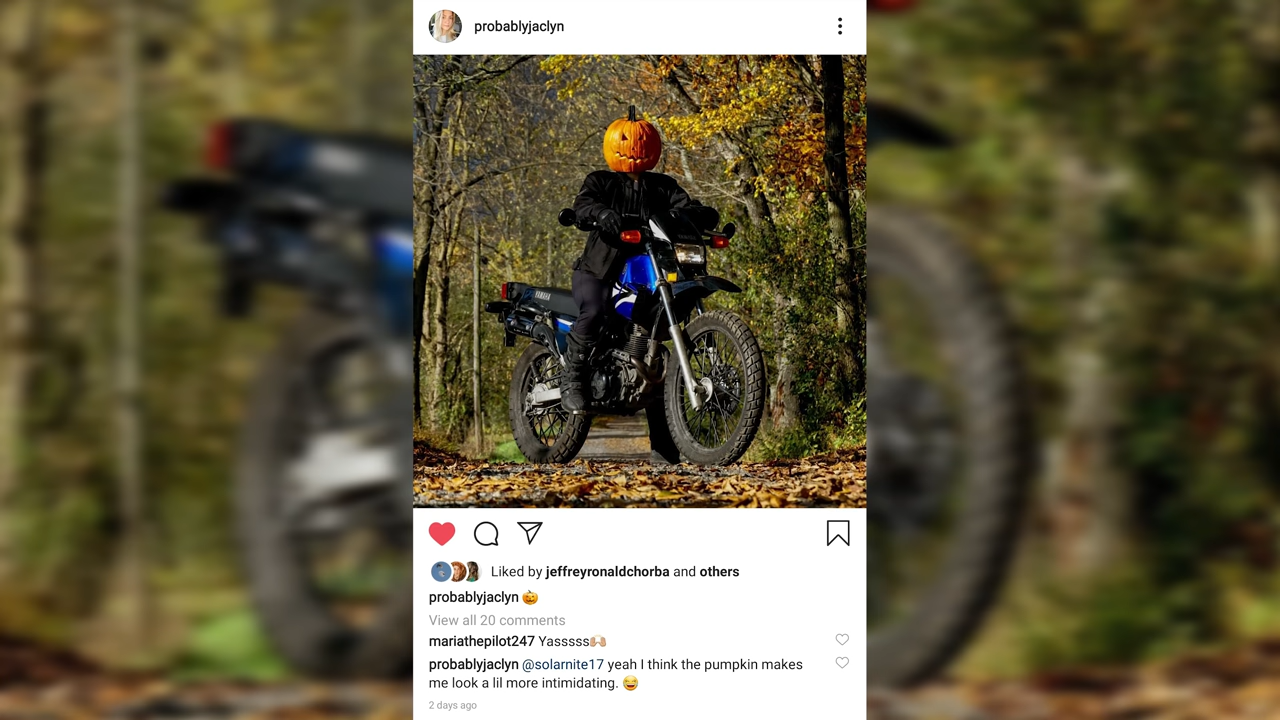 probablyjaclyn
Liked by jeffreyronaldchorba and others
probablyjaclyn 🎃
View all 20 comments
mariathepilot247 Yasssss🙌🏼
probablyjaclyn @solarnite17 yeah I think the pumpkin makes
me look a lil more intimidating. 😂
2 days ago